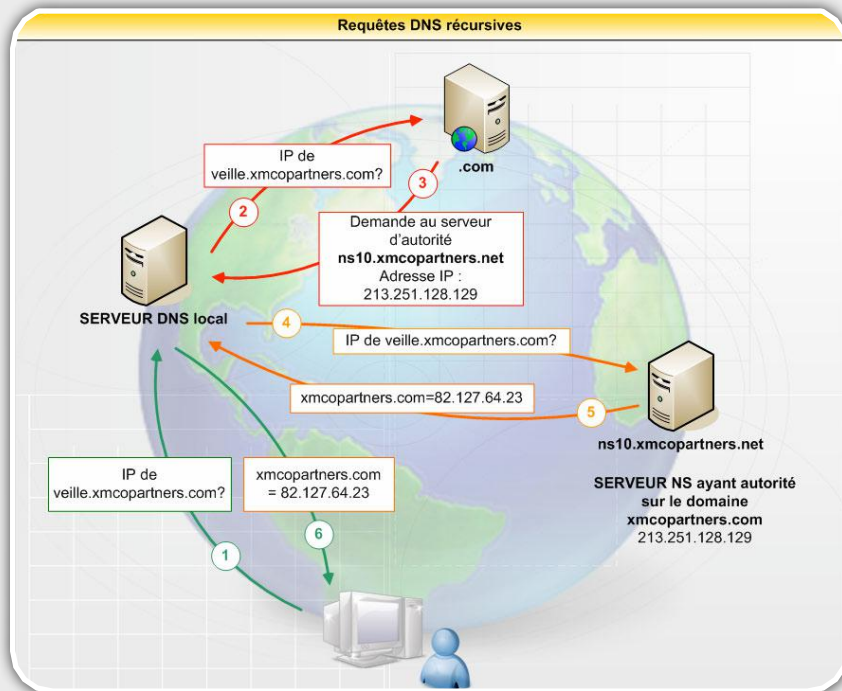 Requêtes DNS récursives
.com
IP de
veille.xmcopartners.com?
2
3
Demande au serveur
d'autorité
ns10.xmcopartners.net
Adresse IP :
213.251.128.129
SERVEUR DNS local
4
IP de veille.xmcopartners.com?
xmcopartners.com=82.127.64.23
5
ns10.xmcopartners.net
SERVEUR NS ayant autorité
sur le domaine
xmcopartners.com
213.251.128.129
IP de
veille.xmcopartners.com?
xmcopartners.com
= 82.127.64.23
1
6